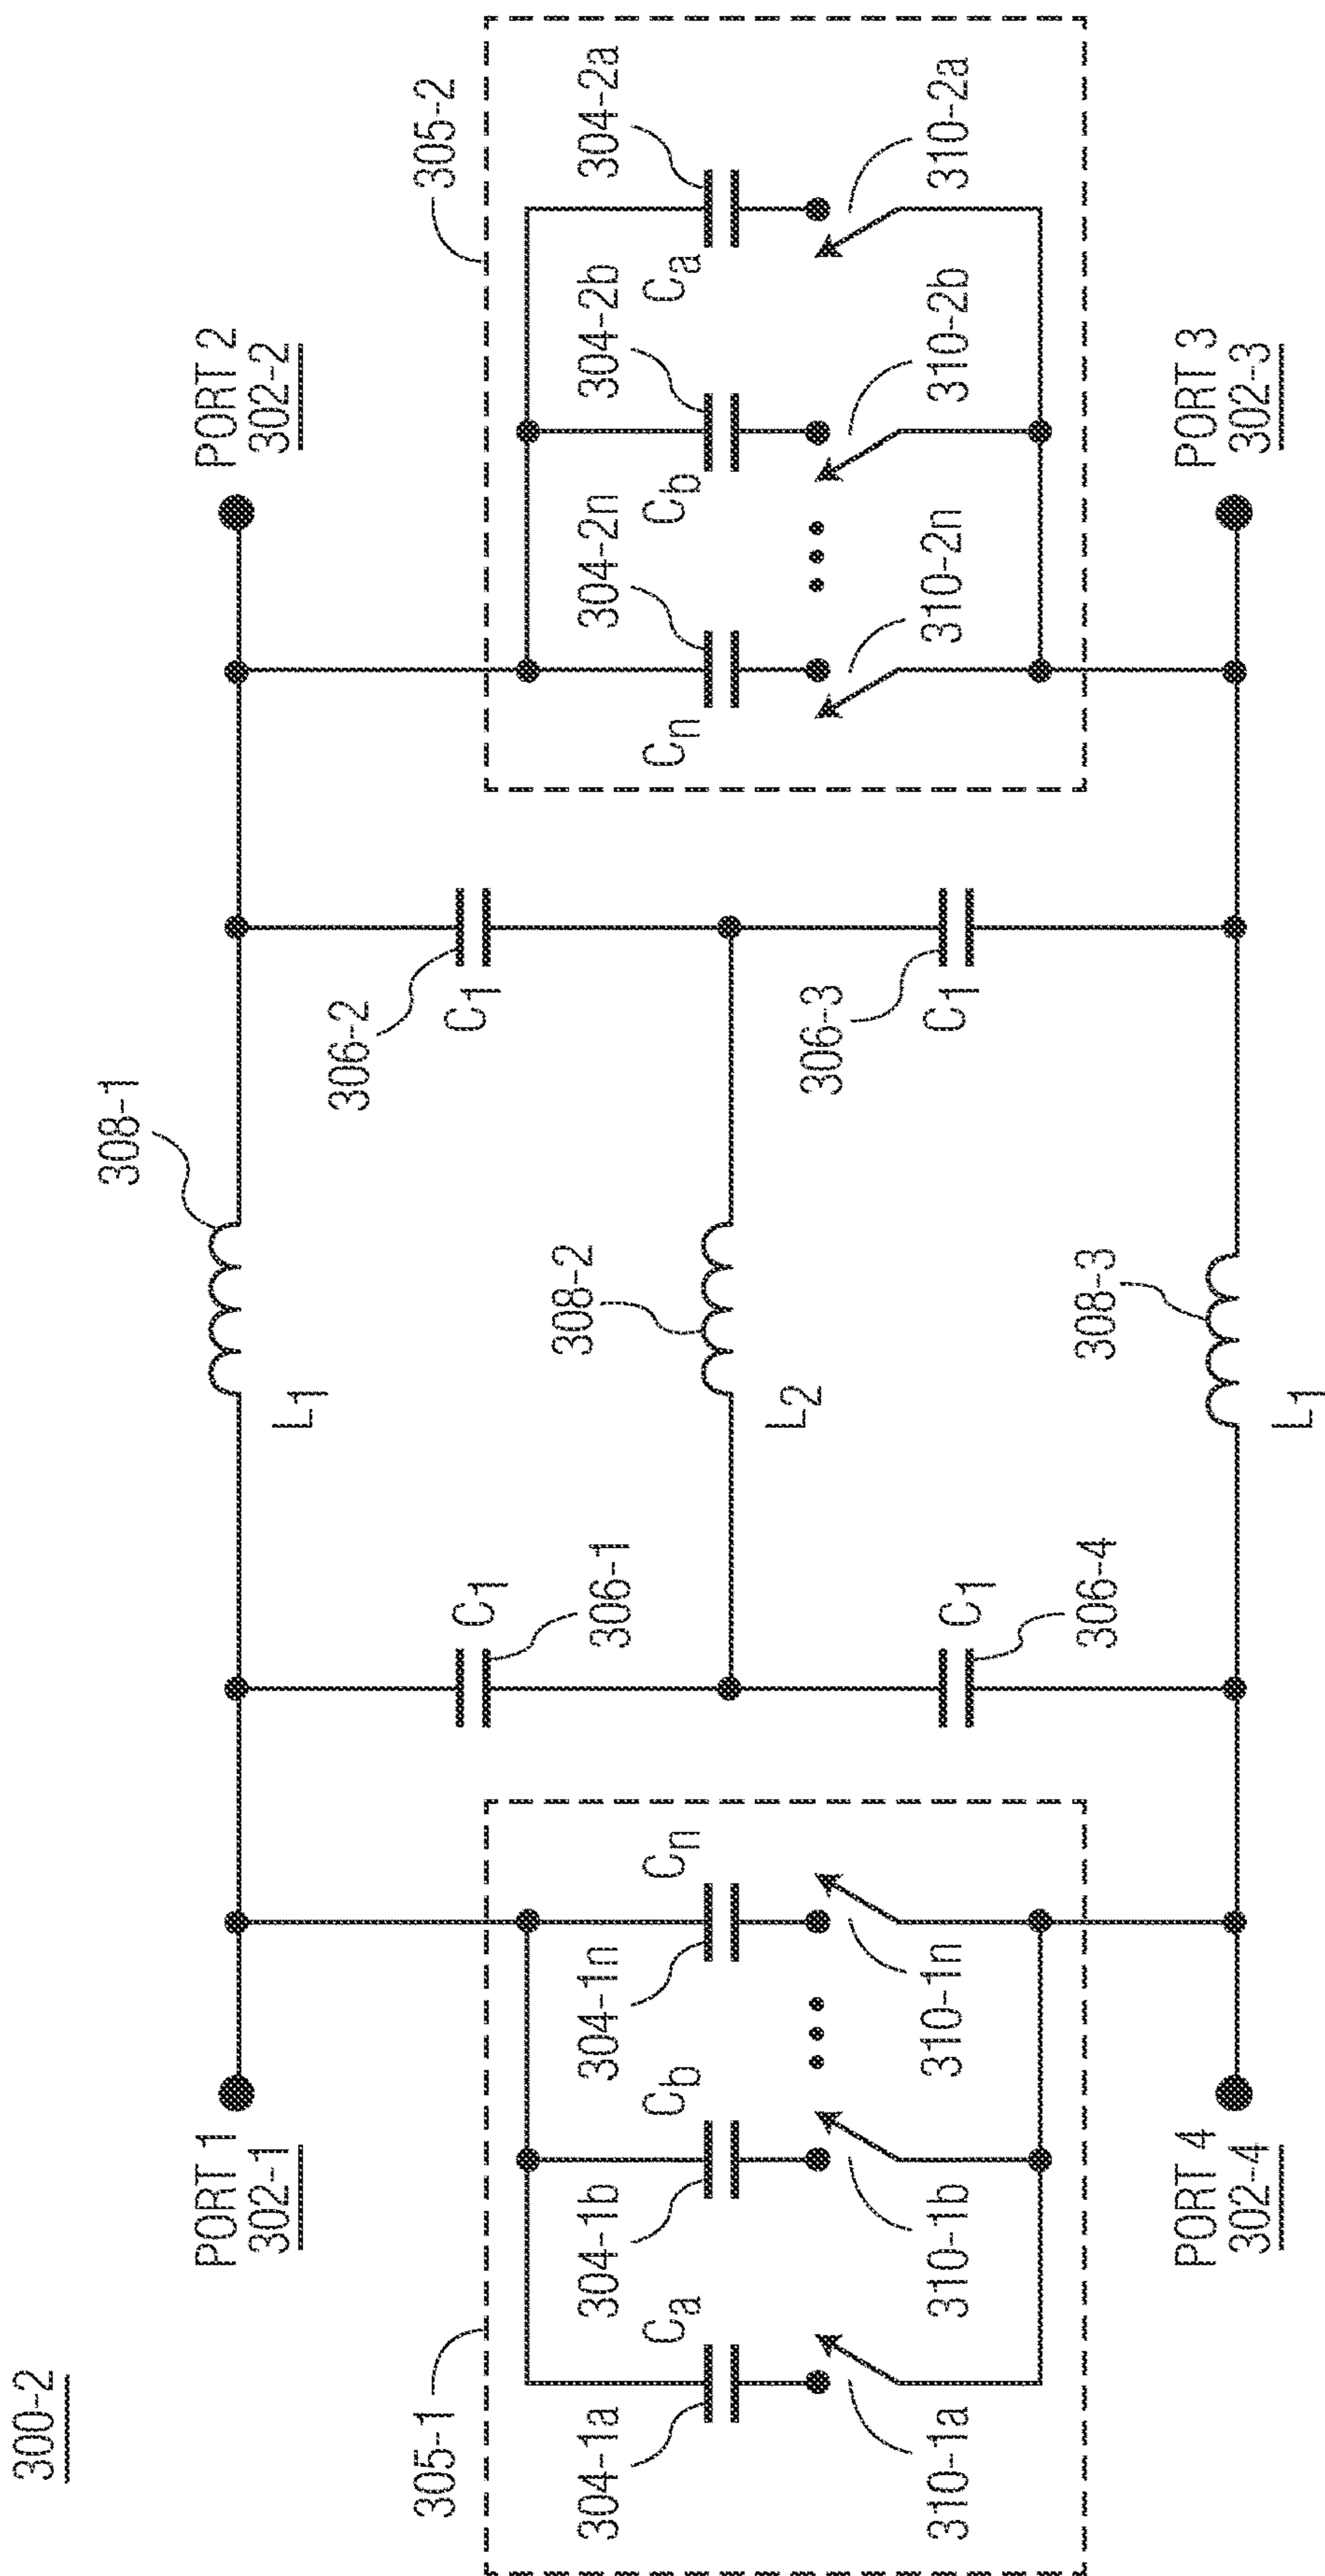 300-2
305-1
304-1a
Ca
310-1a
304-1b
Cb
310-1b
304-1n
Cn
310-1n
PORT 1
302-1
PORT 4
302-4
C1
306-1
C1
306-4
308-1
L1
308-2
L2
308-3
L1
306-2
C1
306-3
C1
PORT 2
302-2
PORT 3
302-3
305-2
304-2n
Cn
310-2n
304-2b
Cb
310-2b
304-2a
Ca
310-2a